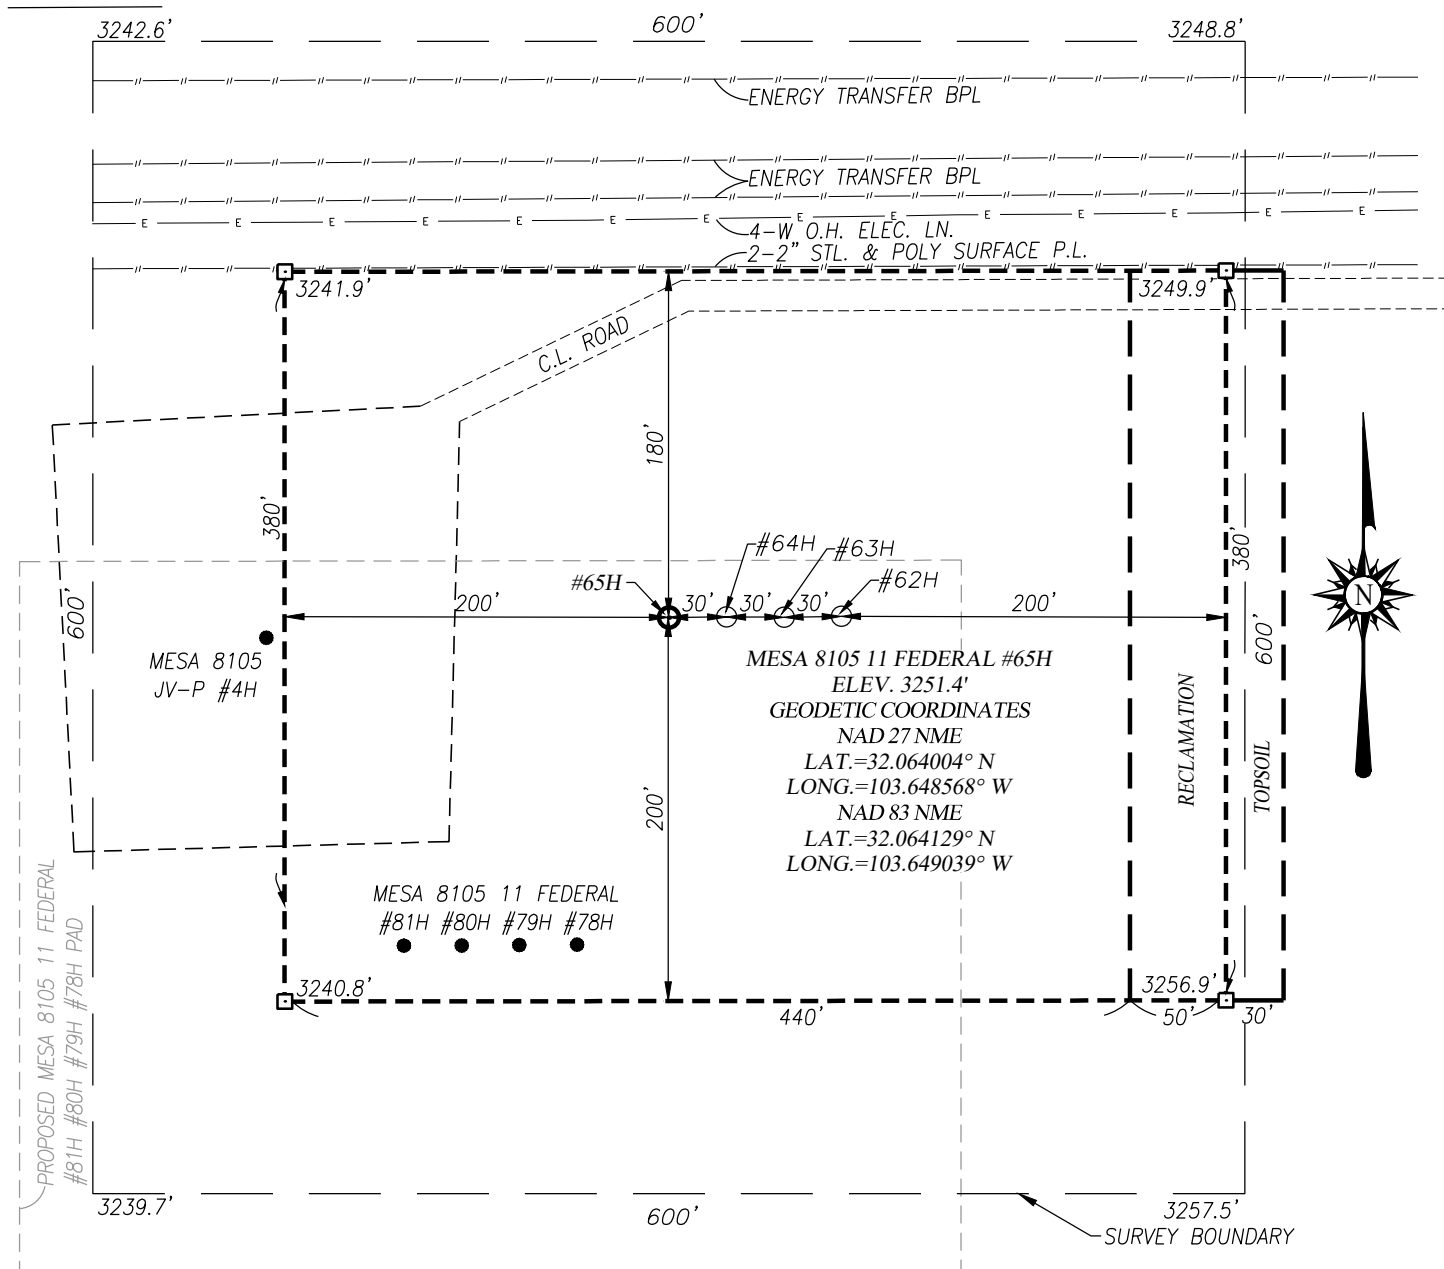 3242.6'
600'
3248.8'
ENERGY TRANSFER BPL
ENERGY TRANSFER BPL
E E E E E E E E E E E E E E
4-W O.H. ELEC. LN.
2-2" STL. & POLY SURFACE P.L.
3241.9'
3249.9'
C.L. ROAD
180'
380'
380'
#64H
#63H
#65H
#62H
600'
200'
30'
30'
30'
200'
600'
N
MESA 8105
JV-P #4H
MESA 8105 11 FEDERAL #65H
ELEV. 3251.4'
GEODETIC COORDINATES
NAD 27 NME
LAT.=32.064004° N
LONG.=103.648568° W
NAD 83 NME
LAT.=32.064129° N
LONG.=103.649039° W
RECLAMATION
TOPSOIL
200'
MESA 8105 11 FEDERAL
#81H #80H #79H #78H
PROPOSED MESA 8105 11 FEDERAL
#81H #80H #79H #78H PAD
3240.8'
3256.9'
440'
50'
30'
3239.7'
600'
3257.5'
SURVEY BOUNDARY